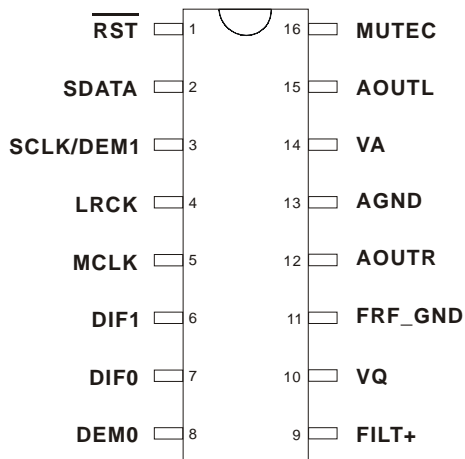 RST 1 16 MUTEC
SDATA 2 15 AOUTL
SCLK/DEM1 3 14 VA
LRCK 4 13 AGND
MCLK 5 12 AOUTR
DIF1 6 11 FRF_GND
DIF0 7 10 VQ
DEM0 8 9 FILT+